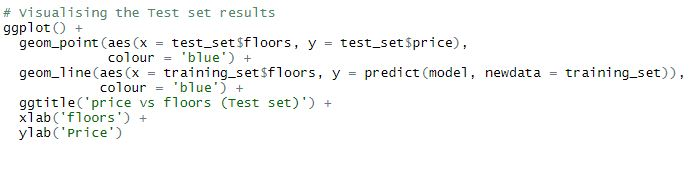 # Visualising the Test set results
ggplot() +
  geom_point(aes(x = test_set$floors, y = test_set$price),
             colour = 'blue') +
  geom_line(aes(x = training_set$floors, y = predict(model, newdata = training_set)),
            colour = 'blue') +
  ggtitle('price vs floors (Test set)') +
  xlab('floors') +
  ylab('Price')